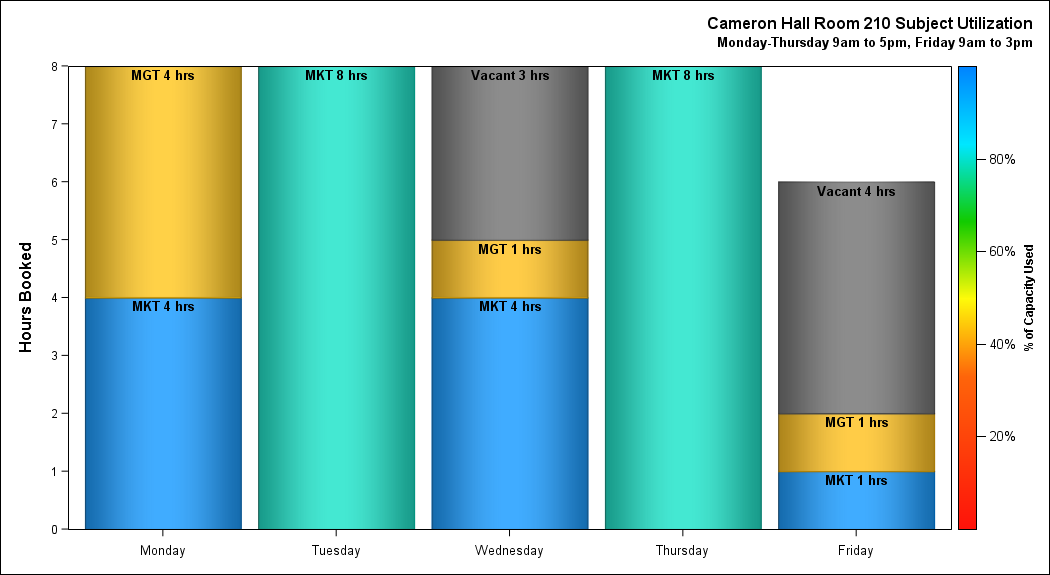 Cameron Hall Room 210 Subject Utilization
Monday-Thursday 9am to 5pm, Friday 9am to 3pm
Hours Booked
8
7
6
5
4
3
2
1
0
MGT 4 hrs
MKT 4 hrs
MKT 8 hrs
Vacant 3 hrs
MGT 1 hrs
MKT 4 hrs
MKT 8 hrs
Vacant 4 hrs
MGT 1 hrs
MKT 1 hrs
Monday
Tuesday
Wednesday
Thursday
Friday
80%
60%
40%
20%
% of Capacity Used